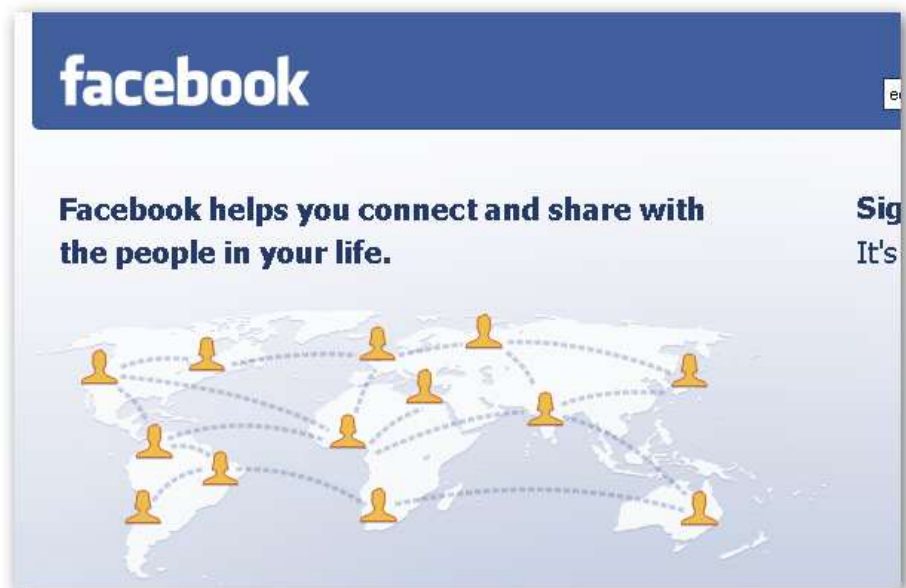 facebook
Facebook helps you connect and share with
the people in your life.
Sig
It's